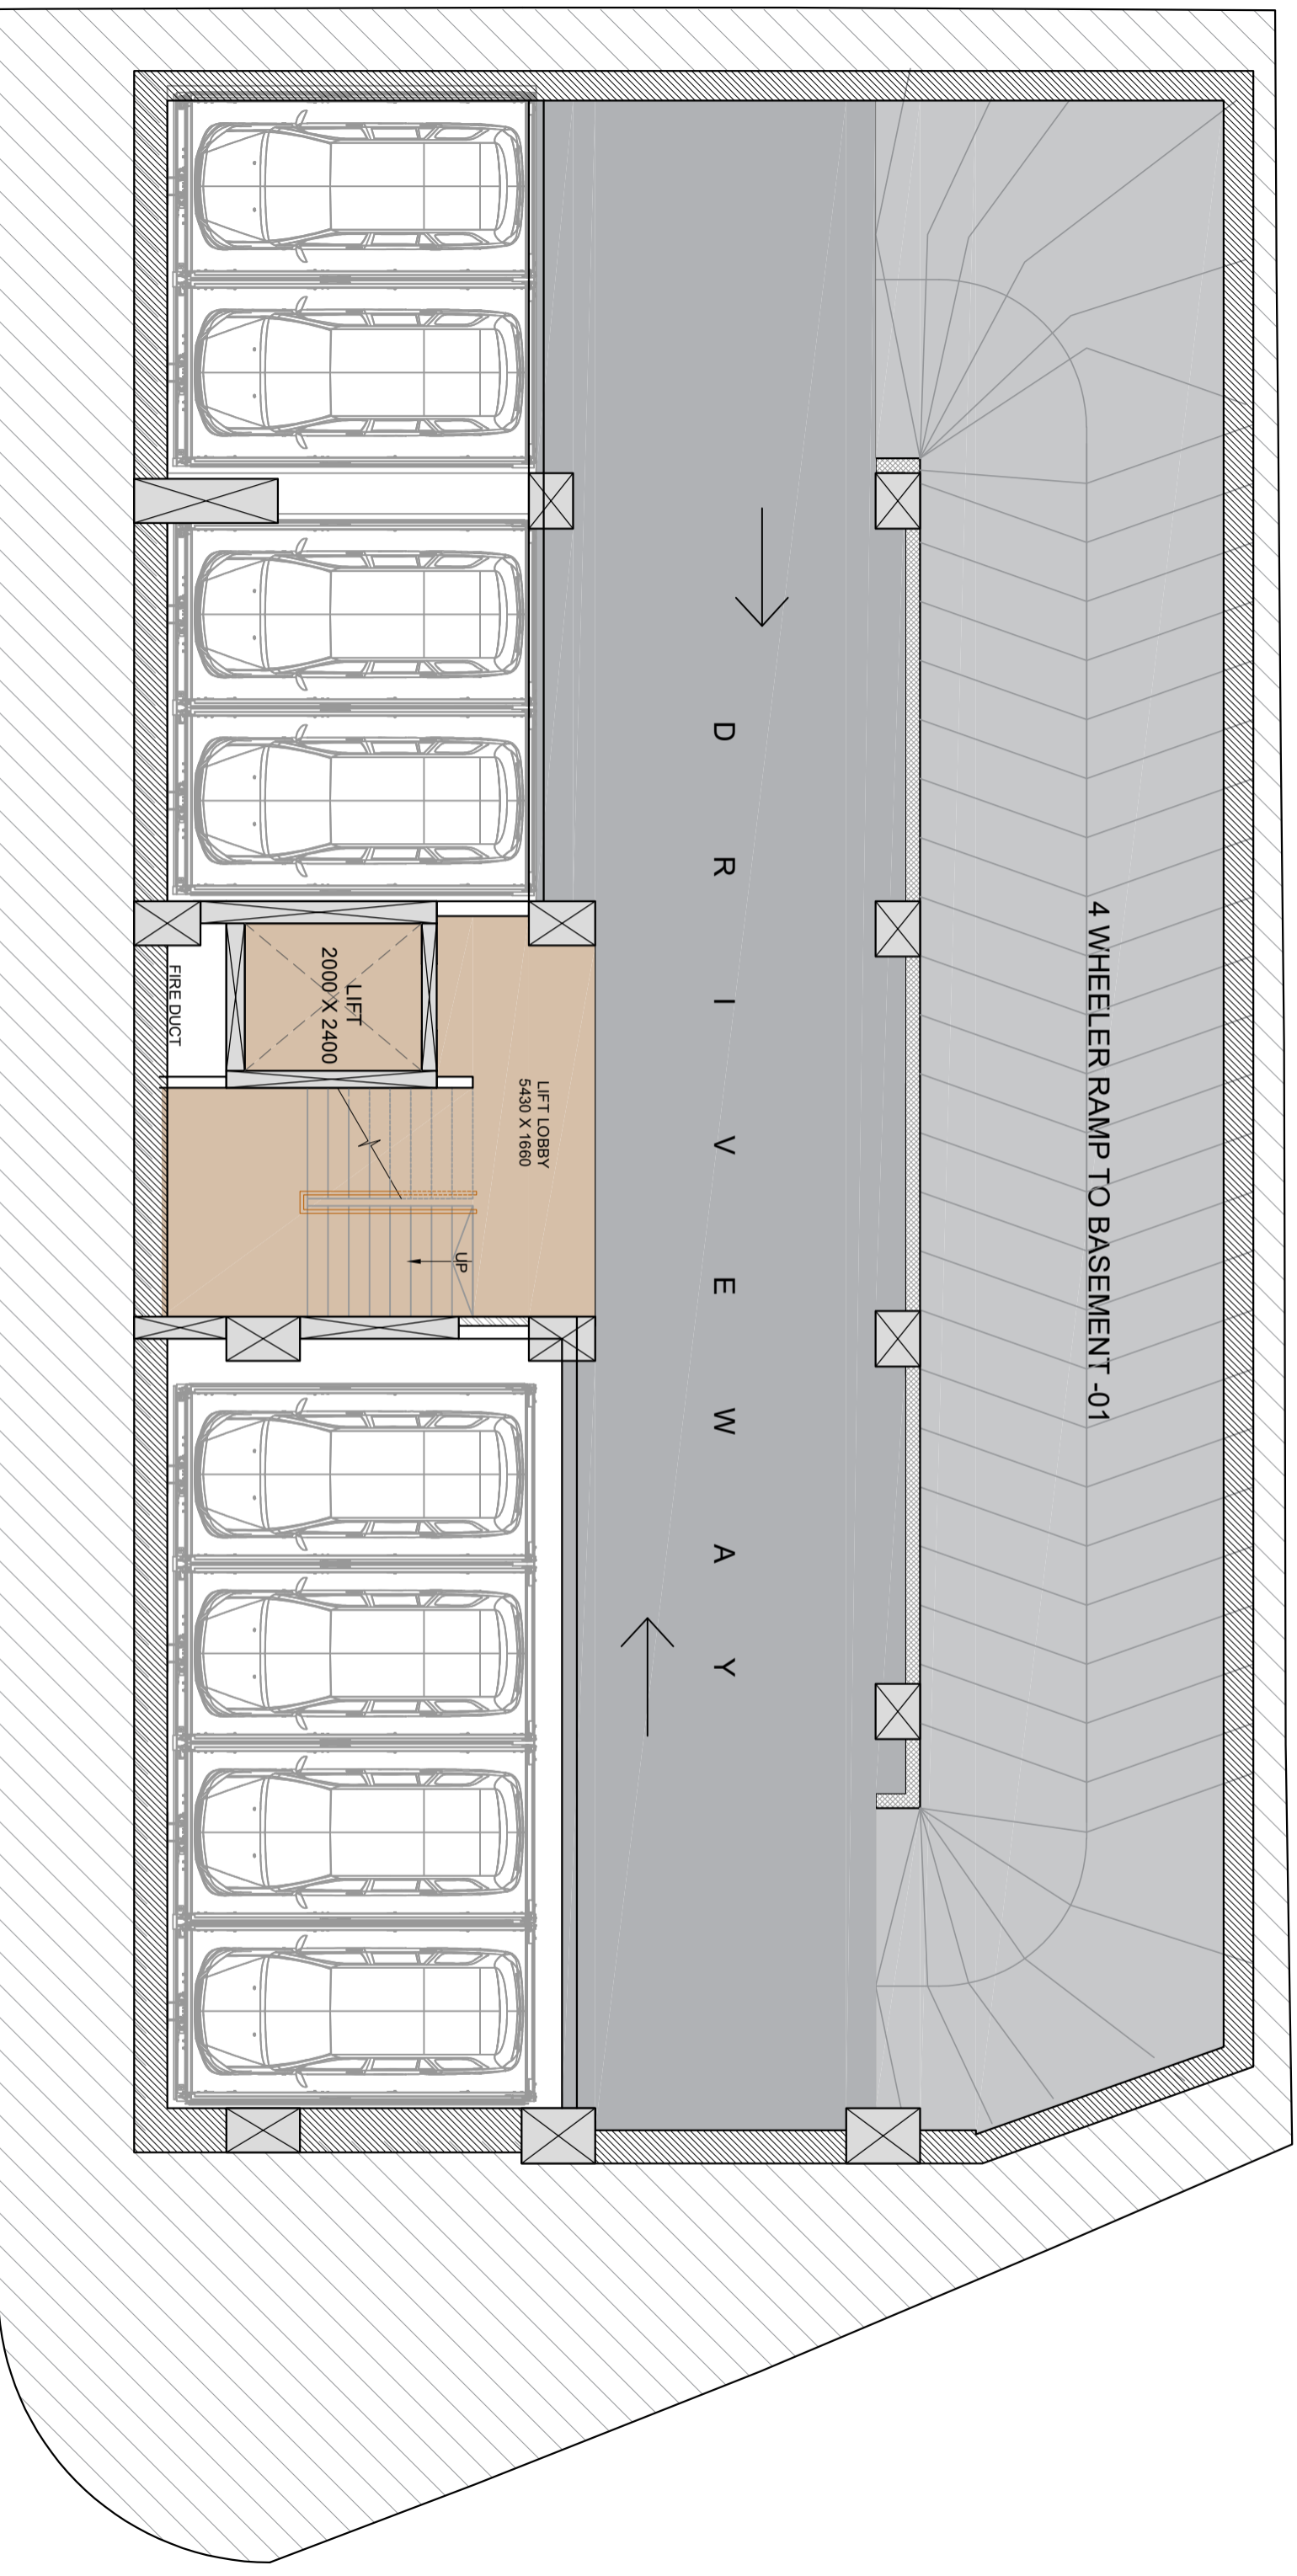 4 WHEELER RAMP TO BASEMENT -01
D R I V E W A Y
LIFT LOBBY
5430 X 1660
LIFT
2000 X 2400
UP
FIRE DUCT